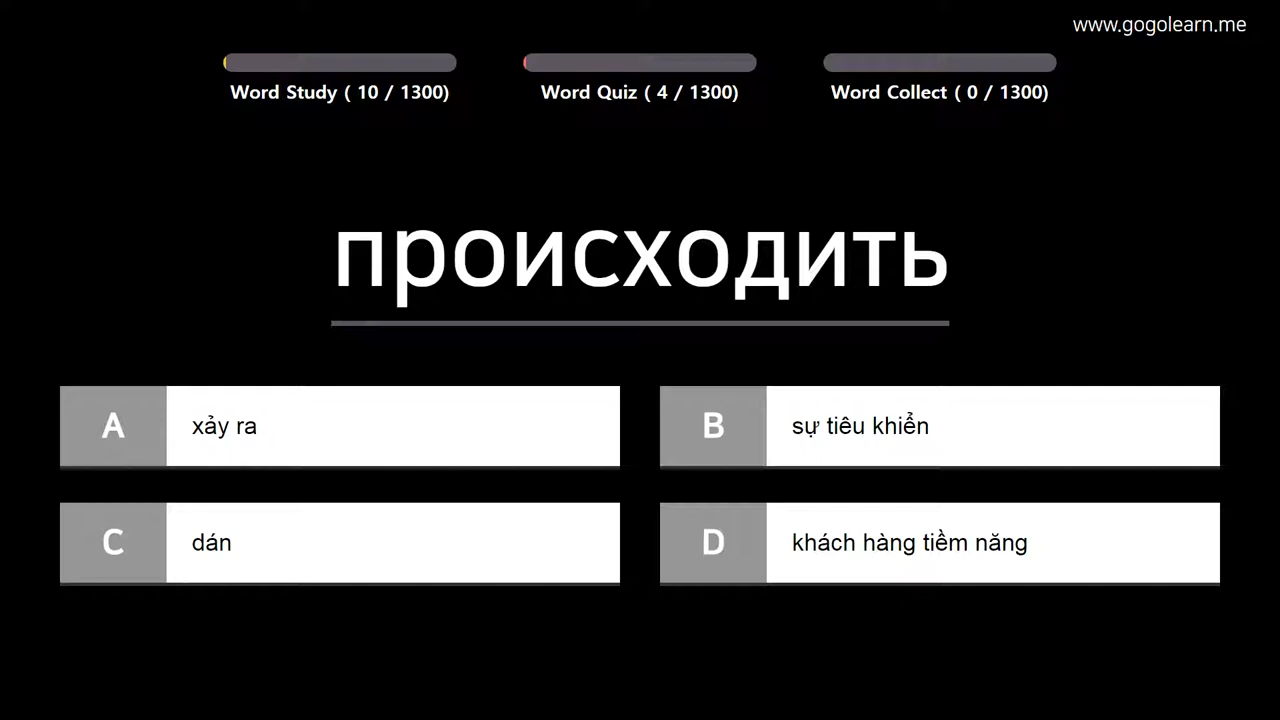 www.gogolearn.me
Word Study ( 10 / 1300)
Word Quiz ( 4 / 1300)
Word Collect ( 0 / 1300)
происходить
A xảy ra
B sự tiêu khiển
C dán
D khách hàng tiềm năng